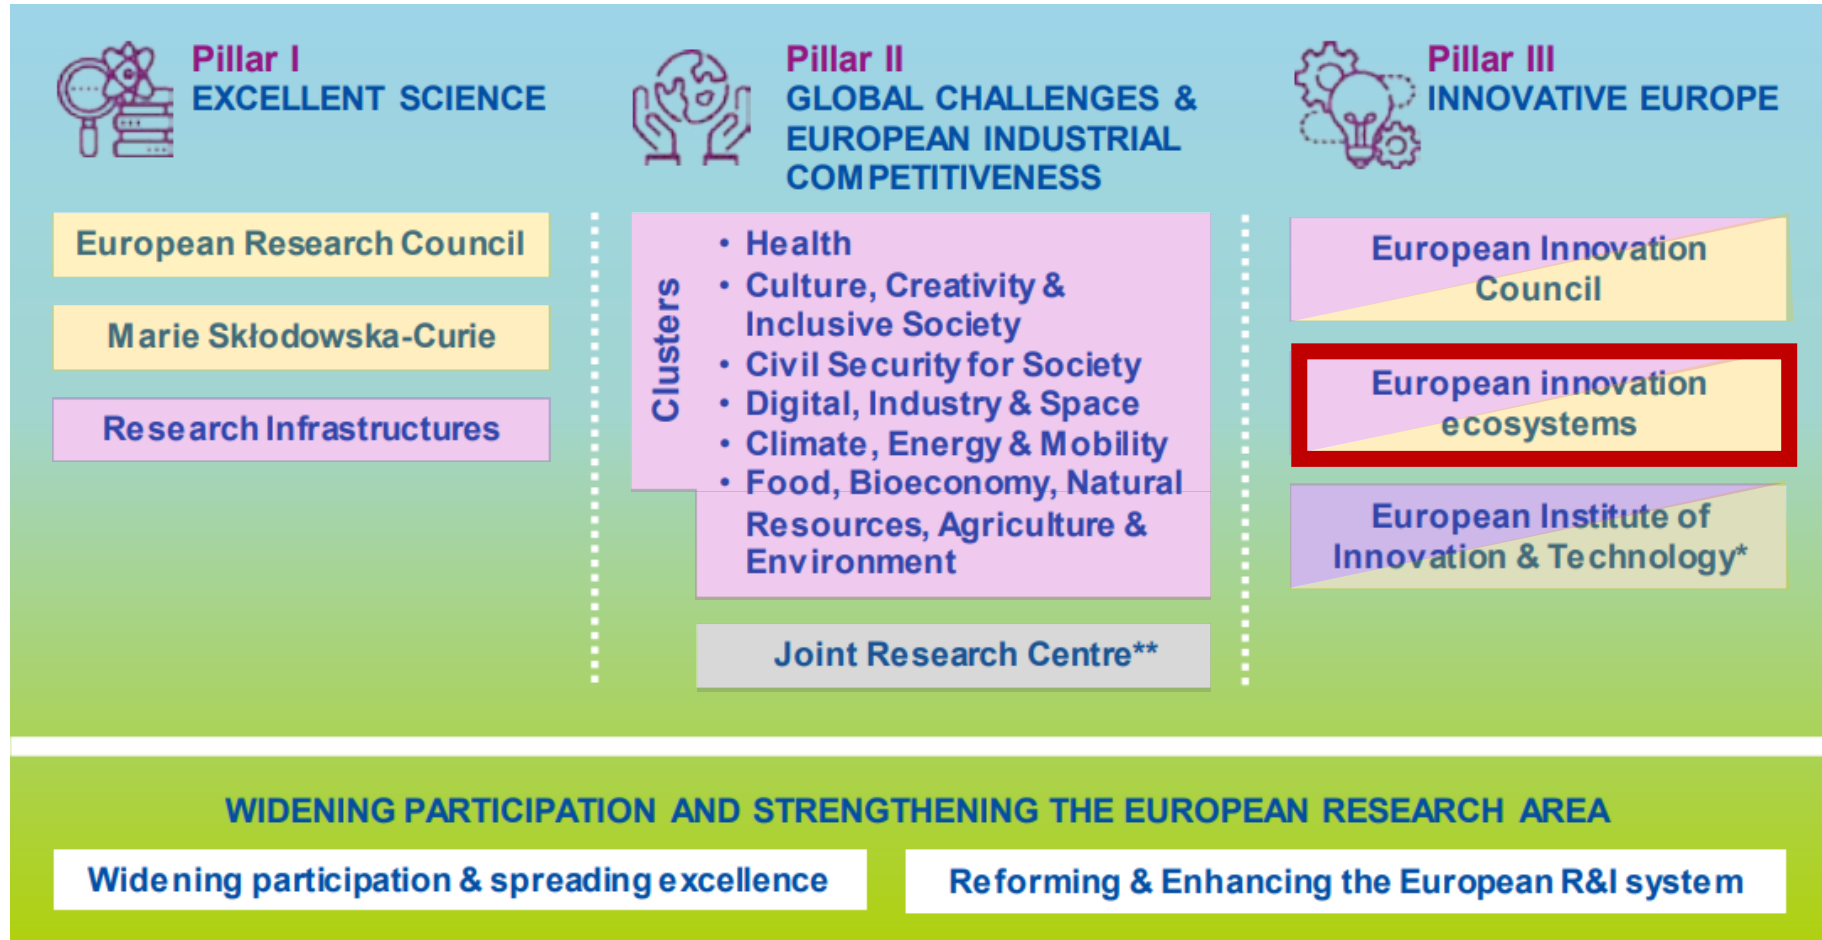 Pillar I
EXCELLENT SCIENCE
European Research Council
Marie Skłodowska-Curie
Research Infrastructures
Pillar II
GLOBAL CHALLENGES &
EUROPEAN INDUSTRIAL
COMPETITIVENESS
Clusters
• Health
• Culture, Creativity &
Inclusive Society
• Civil Security for Society
• Digital, Industry & Space
• Climate, Energy & Mobility
• Food, Bioeconomy, Natural
Resources, Agriculture &
Environment
Joint Research Centre**
Pillar III
INNOVATIVE EUROPE
European Innovation
Council
European innovation
ecosystems
European Institute of
Innovation & Technology*
WIDENING PARTICIPATION AND STRENGTHENING THE EUROPEAN RESEARCH AREA
Widening participation & spreading excellence
Reforming & Enhancing the European R&I system